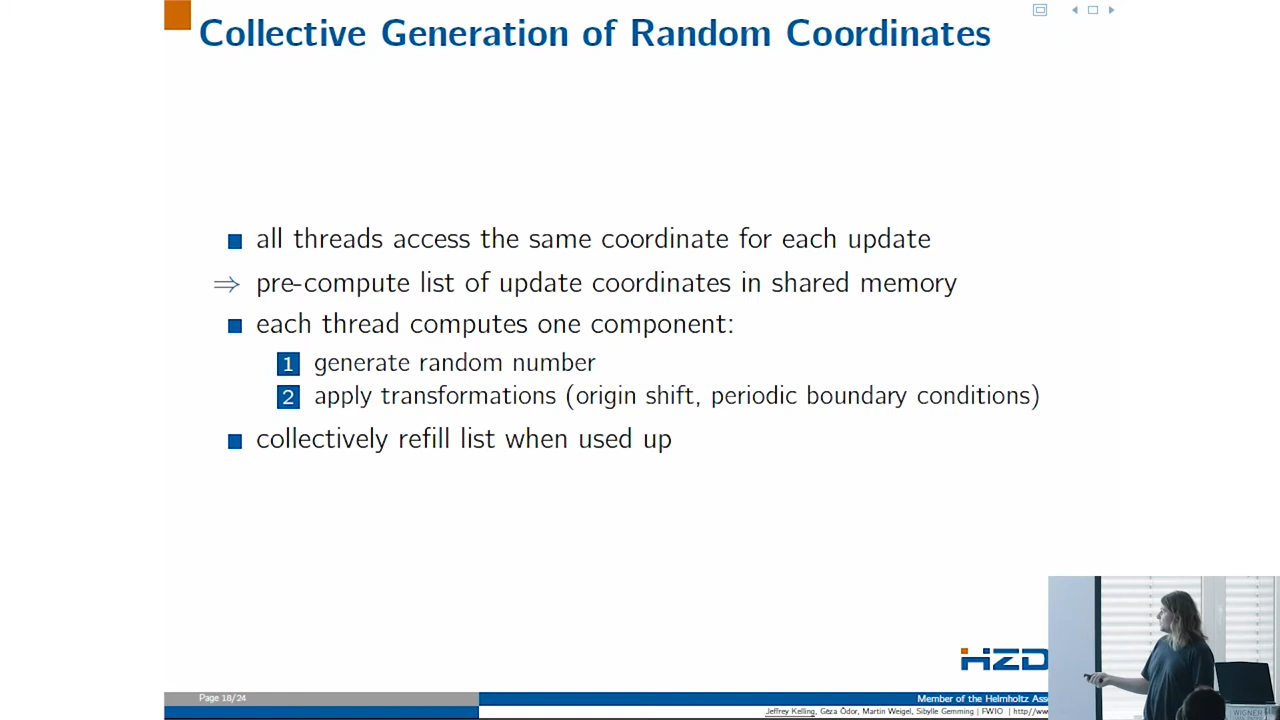 Collective Generation of Random Coordinates
all threads access the same coordinate for each update
⇒ pre-compute list of update coordinates in shared memory
each thread computes one component:
1 generate random number
2 apply transformations (origin shift, periodic boundary conditions)
collectively refill list when used up
HZD
Page 18/24
Member of the Helmholtz Ass
Jeffrey Kelling, Géza Ódor, Martin Weigel, Sibylle Gemming | FWIO | http://ww
WIGNER